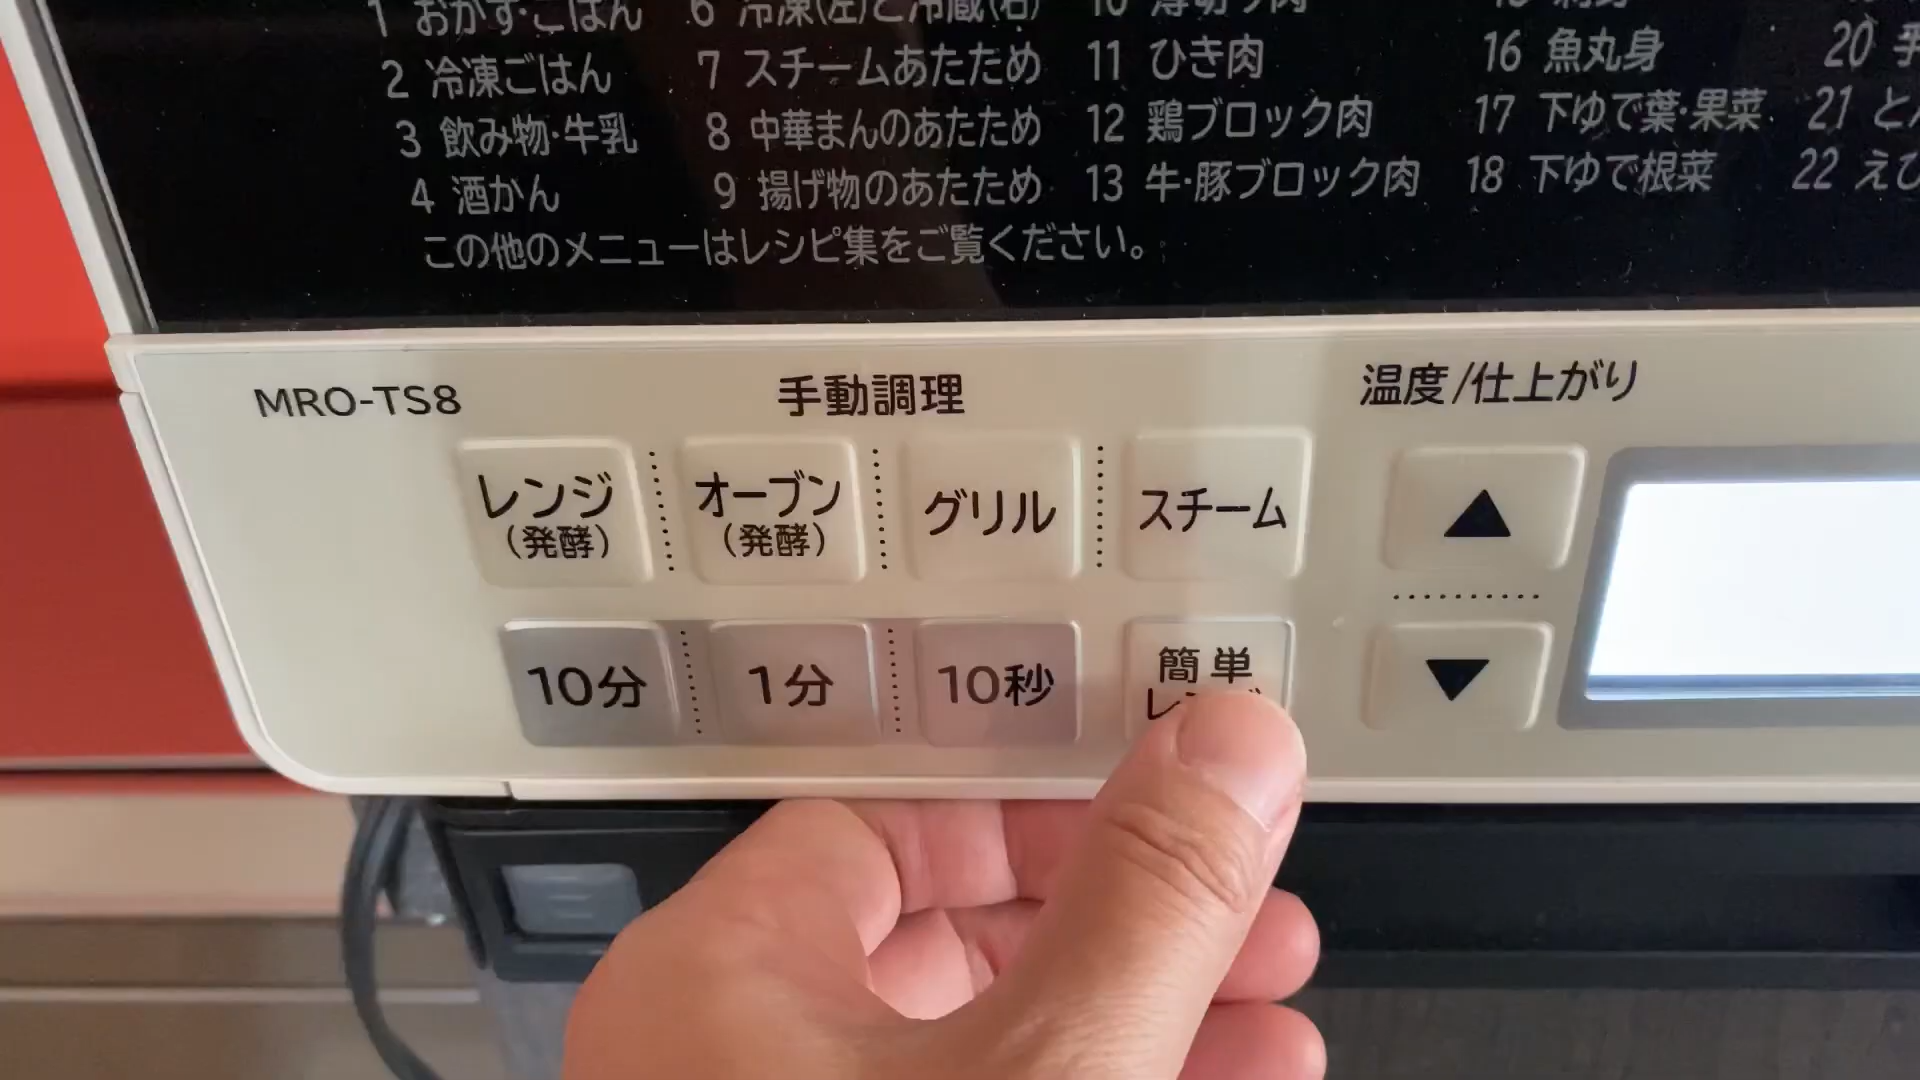 1 おかず・ごはん 6 冷凍(左)と冷蔵(右) 10 薄切り肉
2 冷凍ごはん 7 スチームあたため 11 ひき肉 16 魚丸身 20
3 飲み物・牛乳 8 中華まんのあたため 12 鶏ブロック肉 17 下ゆで葉・果菜 21
4 酒かん 9 揚げ物のあたため 13 牛・豚ブロック肉 18 下ゆで根菜 22
この他のメニューはレシピ集をご覧ください。
MRO-TS8 手動調理 温度/仕上がり
レンジ オーブン グリル スチーム ▲
(発酵) (発酵)
10分 1分 10秒 簡単 ▼
レンジ